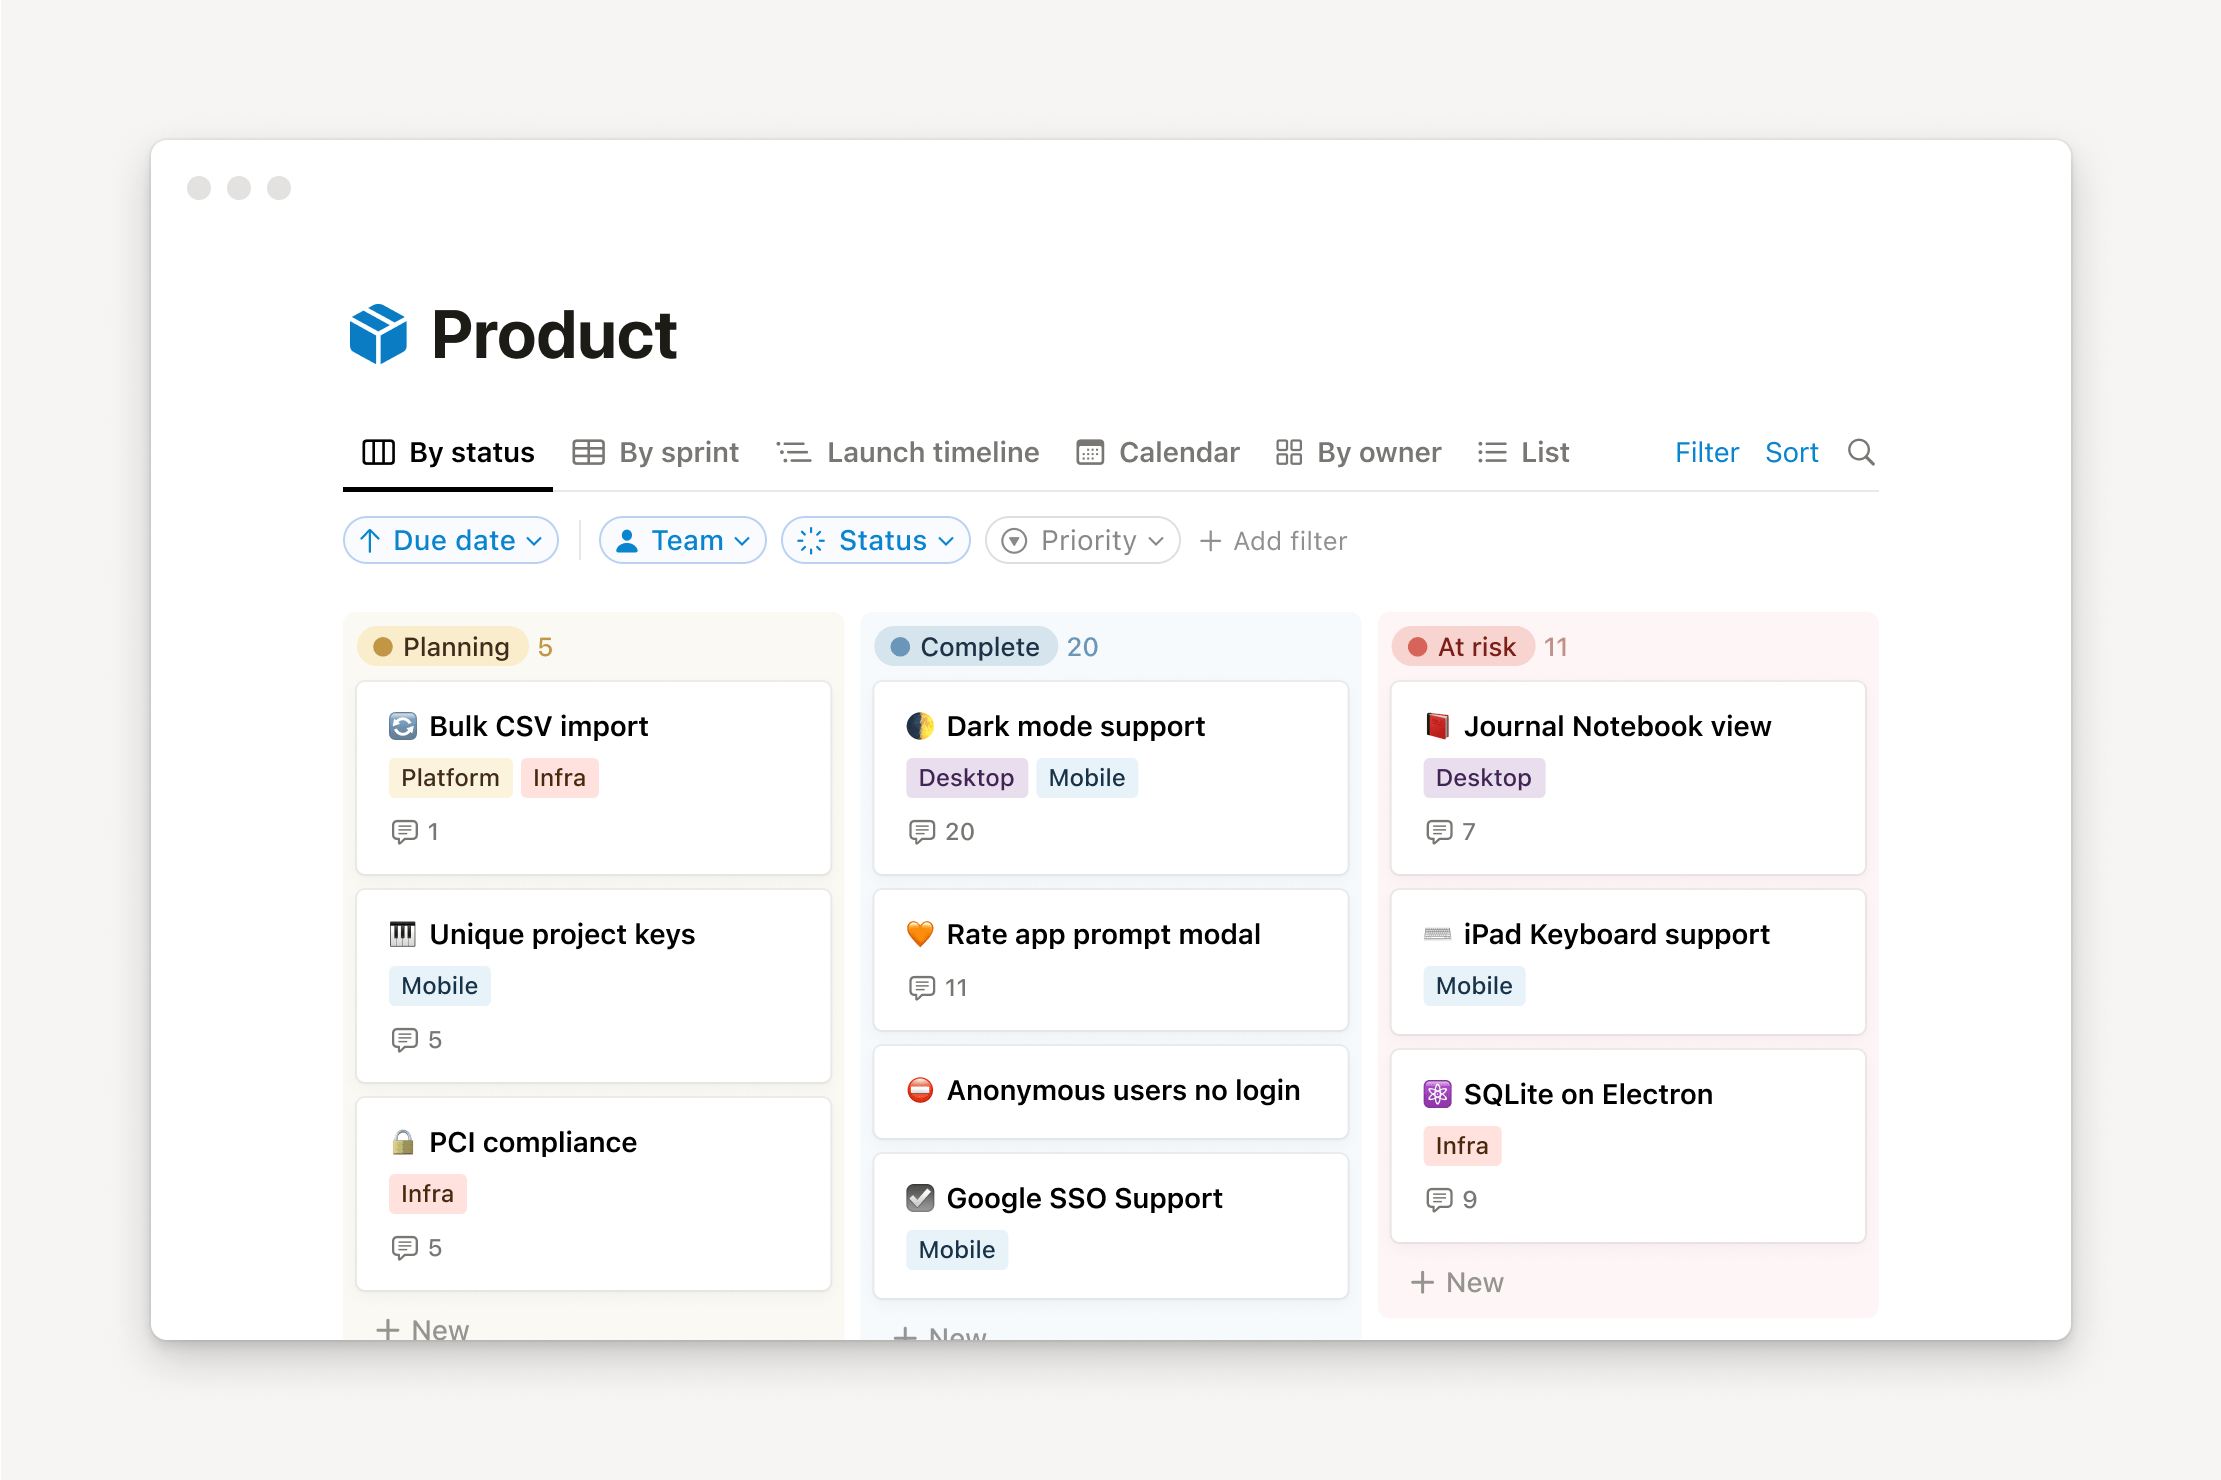 Product
By status By sprint Launch timeline Calendar By owner List Filter Sort
Due date Team Status Priority + Add filter
Planning 5
Bulk CSV import
Platform Infra
1
Unique project keys
Mobile
5
PCI compliance
Infra
5
+ New
Complete 20
Dark mode support
Desktop Mobile
20
Rate app prompt modal
11
Anonymous users no login
Google SSO Support
Mobile
+ New
At risk 11
Journal Notebook view
Desktop
7
iPad Keyboard support
Mobile
SQLite on Electron
Infra
9
+ New